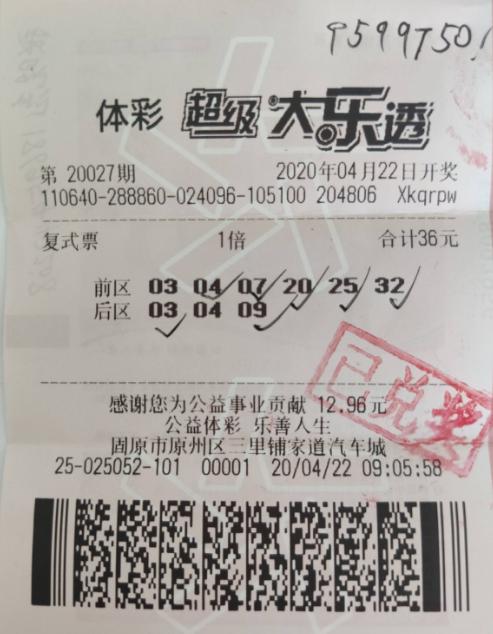 9599750
体彩 超级大乐透
第 20027期 2020年04月22日开奖
110640-288860-024096-105100 204806 Xkqrpw
复式票 1倍 合计36元
前区 03 04 07 20 25 32
后区 03 04 09
已兑奖
感谢您为公益事业贡献 12.96元
公益体彩 乐善人生
固原市原州区三里铺家道汽车城
25-025052-101 00001 20/04/22 09:05:58